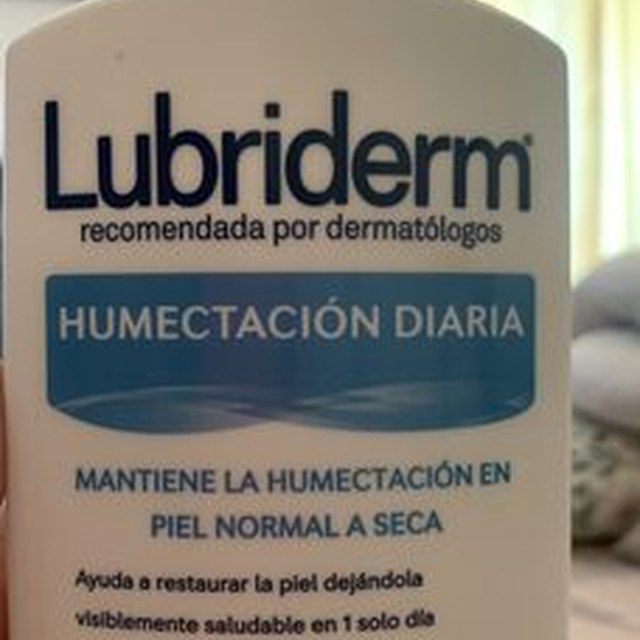 Lubriderm
recomendada por dermatólogos
HUMECTACIÓN DIARIA
MANTIENE LA HUMECTACIÓN EN
PIEL NORMAL A SECA
Ayuda a restaurar la piel dejándola
visiblemente saludable en 1 solo día